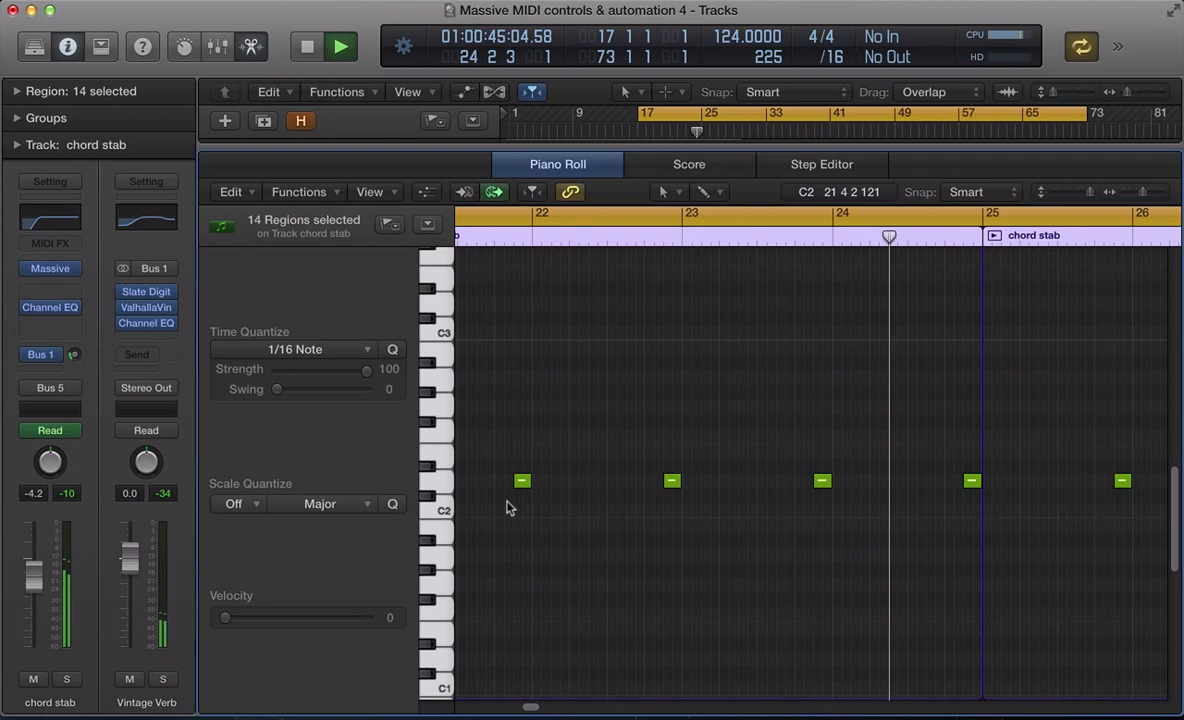 Massive MIDI controls & automation 4 - Tracks
01:00:45:04.58 17 1 1 1 124.0000 4/4 No In CPU
24 2 3 1 73 1 1 1 225 /16 No Out HD
Region: 14 selected
Edit Functions View Snap: Smart Drag: Overlap
Groups
H 1 9 17 25 33 41 49 57 65 73 81
Track: chord stab
Piano Roll Score Step Editor
Setting Setting
Edit Functions View C2 21 4 2 121 Snap: Smart
14 Regions selected
on Track chord stab
22 23 24 25 26
b chord stab
MIDI FX
Massive Bus 1
Slate Digit
Channel EQ ValhallaVin
Channel EQ
C3
Time Quantize
1/16 Note Q
Bus 1 Send
Strength 100
Swing 0
Bus 5 Stereo Out
Read Read
Scale Quantize
-4.2 -10 0.0 -34
Off Major Q
C2
Velocity
0
M S M S
C1
chord stab Vintage Verb